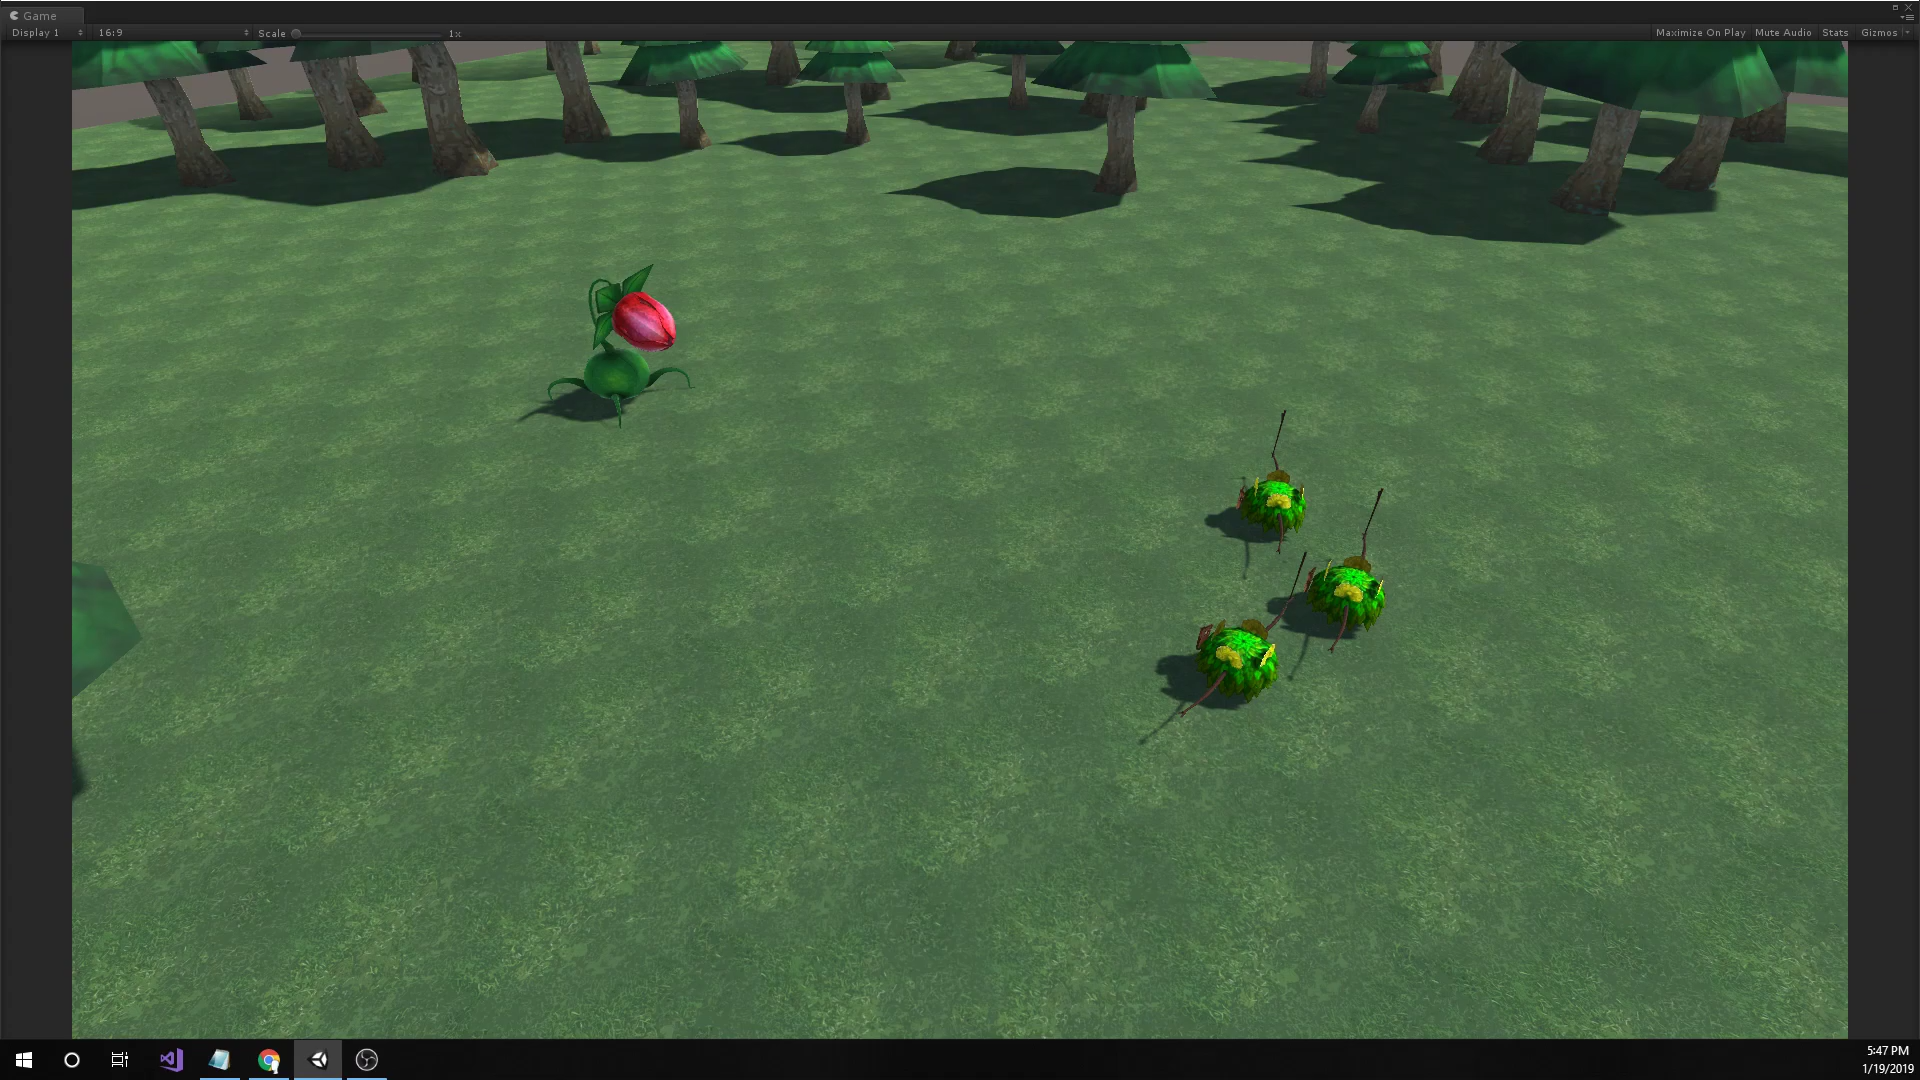 Game
Display 1 16:9 Scale 1x Maximize On Play Mute Audio Stats Gizmos
5:47 PM
1/19/2019